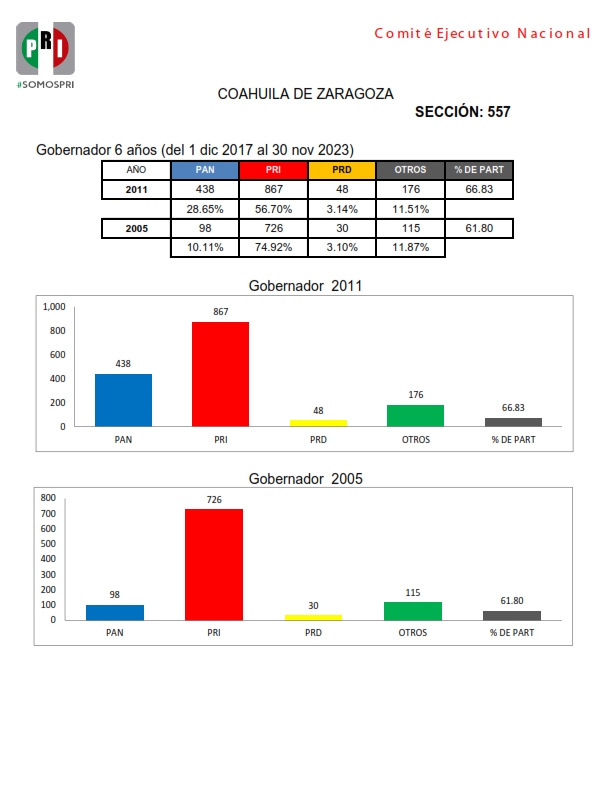 Comité Ejecutivo Nacional
PRI
#SOMOSPRI
COAHUILA DE ZARAGOZA
SECCIÓN: 557
Gobernador 6 años (del 1 dic 2017 al 30 nov 2023)
AÑO PAN PRI PRD OTROS % DE PART
2011 438 867 48 176 66.83
28.65% 56.70% 3.14% 11.51%
2005 98 726 30 115 61.80
10.11% 74.92% 3.10% 11.87%
Gobernador 2011
1,000
800
600
400
200
0
438
867
48
176
66.83
PAN PRI PRD OTROS % DE PART
Gobernador 2005
800
700
600
500
400
300
200
100
0
98
726
30
115
61.80
PAN PRI PRD OTROS % DE PART